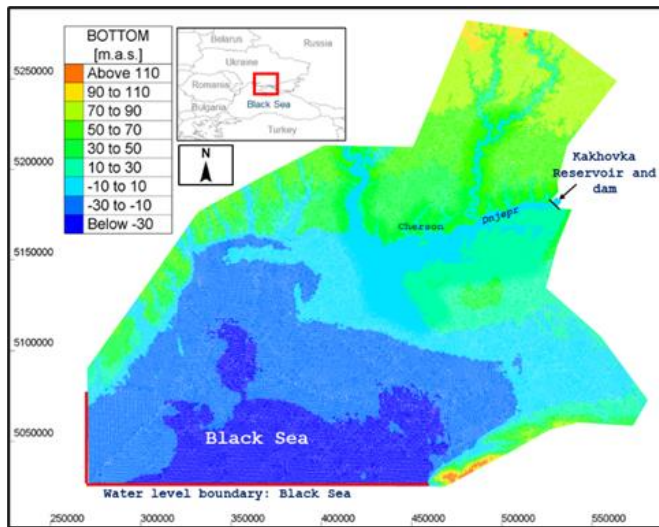 BOTTOM
[m.a.s.]
Above 110
90 to 110
70 to 90
50 to 70
30 to 50
10 to 30
-10 to 10
-30 to -10
Below -30
Belarus
Russia
Ukraine
Romania
Bulgaria
Black Sea
Turkey
N
5250000
5200000
5150000
5100000
5050000
Kakhovka
Reservoir and
dam
Cherson
Dnjepr
Black Sea
Water level boundary: Black Sea
250000
300000
350000
400000
450000
500000
550000